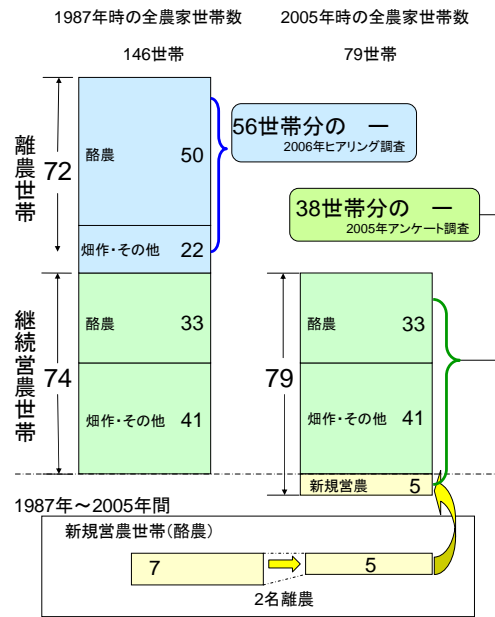 1987年時の全農家世帯数
146世帯
2005年時の全農家世帯数
79世帯
離農世帯
72
酪農 50
畑作・その他 22
56世帯分の ー
2006年ヒアリング調査
38世帯分の ー
2005年アンケート調査
継続営農世帯
74
酪農 33
畑作・その他 41
79
酪農 33
畑作・その他 41
新規営農 5
1987年～2005年間
新規営農世帯(酪農)
7
5
2名離農